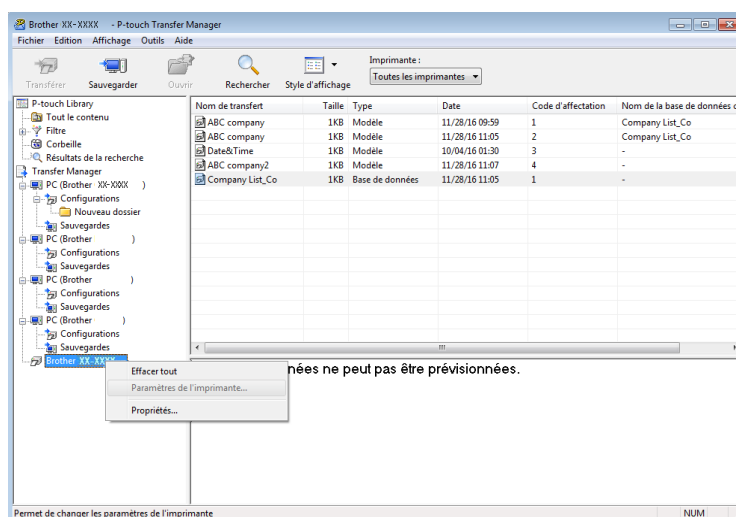 Brother XX-XXXX - P-touch Transfer Manager
Fichier Edition Affichage Outils Aide
Imprimante :
Transférer Sauvegarder Ouvrir Rechercher Style d'affichage Toutes les imprimantes
P-touch Library
Tout le contenu
Filtre
Corbeille
Résultats de la recherche
Transfer Manager
PC (Brother XX-XXXX )
Configurations
Nouveau dossier
Sauvegardes
PC (Brother )
Configurations
Sauvegardes
PC (Brother )
Configurations
Sauvegardes
PC (Brother )
Configurations
Sauvegardes
Brother XX-XXXX
Nom de transfert Taille Type Date Code d'affectation Nom de la base de données
ABC company 1KB Modèle 11/28/16 09:59 1 Company List_Co
ABC company 1KB Modèle 11/28/16 11:05 2 Company List_Co
Date&Time 1KB Modèle 10/04/16 01:30 3 -
ABC company2 1KB Modèle 11/28/16 11:07 4 -
Company List_Co 1KB Base de données 11/28/16 11:05 1 -
nées ne peut pas être prévisionnées.
Effacer tout
Paramètres de l'imprimante...
Propriétés...
Permet de changer les paramètres de l'imprimante NUM